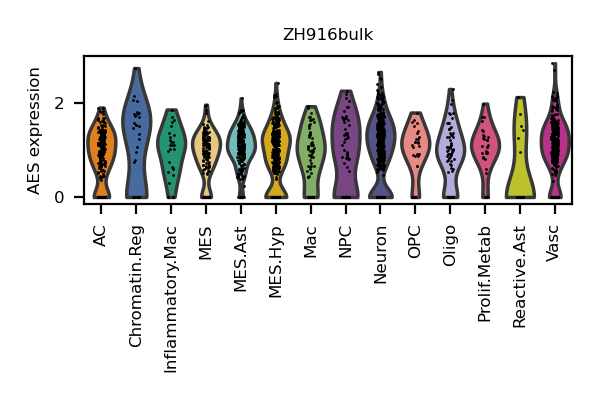 ZH916bulk
AES expression
2
0
AC
Chromatin.Reg
Inflammatory.Mac
MES
MES.Ast
MES.Hyp
Mac
NPC
Neuron
OPC
Oligo
Prolif.Metab
Reactive.Ast
Vasc